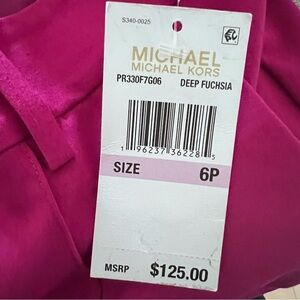 S340-0025
MICHAEL
MICHAEL KORS
PR330F7G06 DEEP FUCHSIA
1 96237 36228 5
SIZE 6P
MSRP $125.00